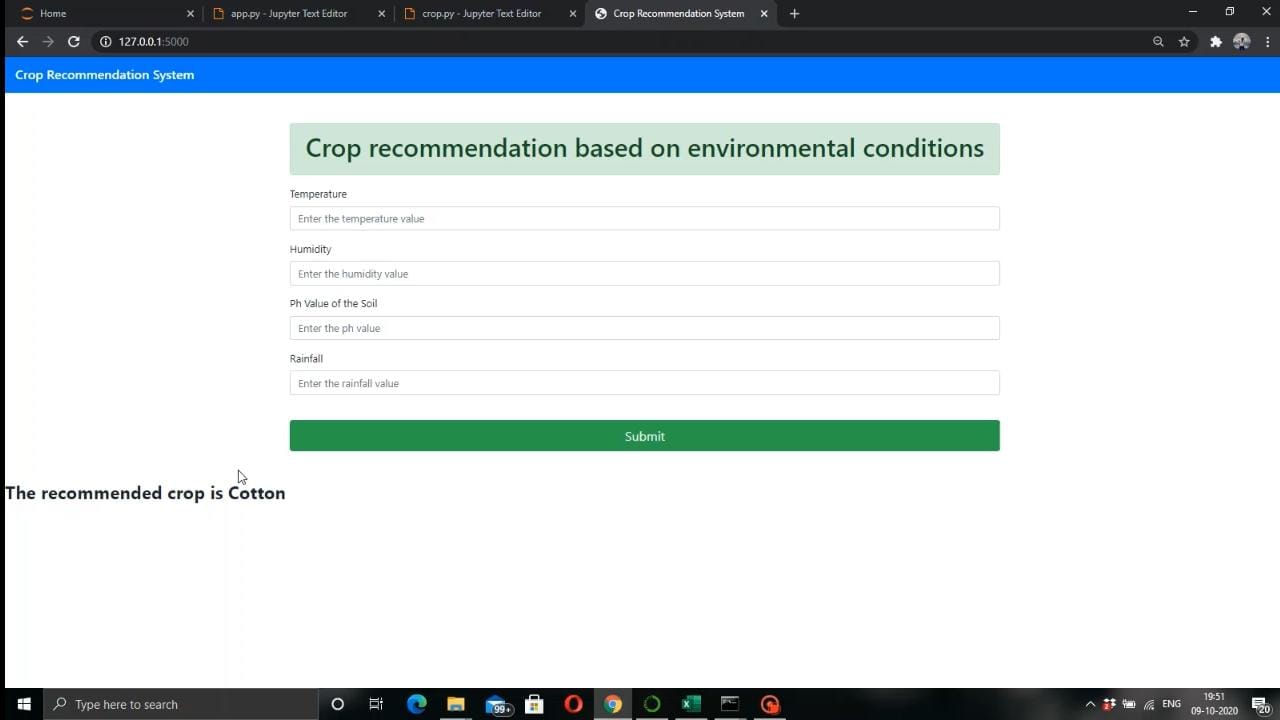 Home
app.py - Jupyter Text Editor
crop.py - Jupyter Text Editor
Crop Recommendation System
127.0.0.1:5000
Crop Recommendation System
Crop recommendation based on environmental conditions
Temperature
Enter the temperature value
Humidity
Enter the humidity value
Ph Value of the Soil
Enter the ph value
Rainfall
Enter the rainfall value
Submit
The recommended crop is Cotton
Type here to search
99+
ENG
19:51
09-10-2020
20